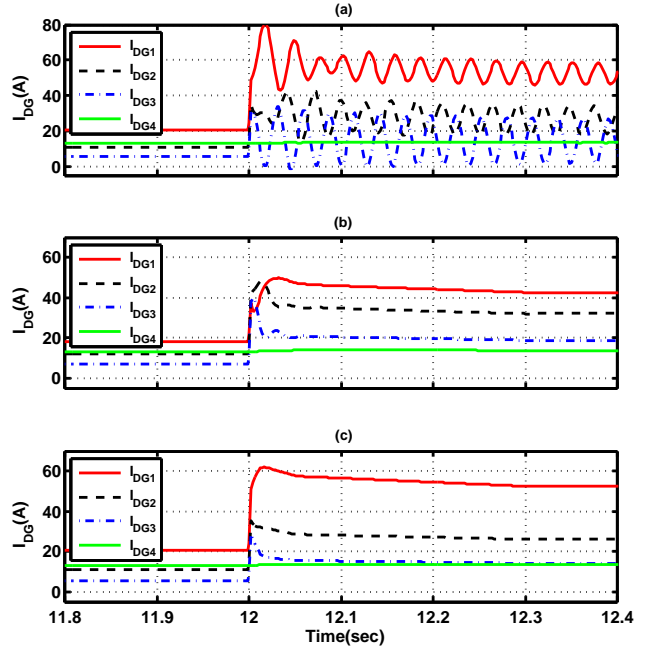 (a)
80
60
40
20
0
I_DG(A)
I_DG1
I_DG2
I_DG3
I_DG4
(b)
60
40
20
0
I_DG(A)
I_DG1
I_DG2
I_DG3
I_DG4
(c)
60
40
20
0
I_DG(A)
I_DG1
I_DG2
I_DG3
I_DG4
11.8 11.9 12 12.1 12.2 12.3 12.4
Time(sec)